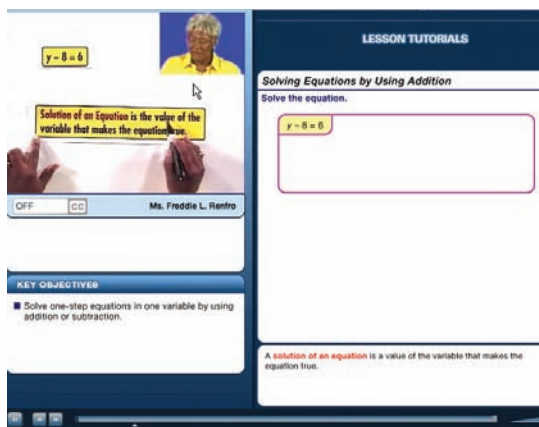 y - 8 = 6
Solution of an Equation is the value of the
variable that makes the equation true.
OFF CC Ms. Freddie L. Renfro
KEY OBJECTIVES
Solve one-step equations in one variable by using
addition or subtraction.
LESSON TUTORIALS
Solving Equations by Using Addition
Solve the equation.
y - 8 = 6
A solution of an equation is a value of the variable that makes the
equation true.